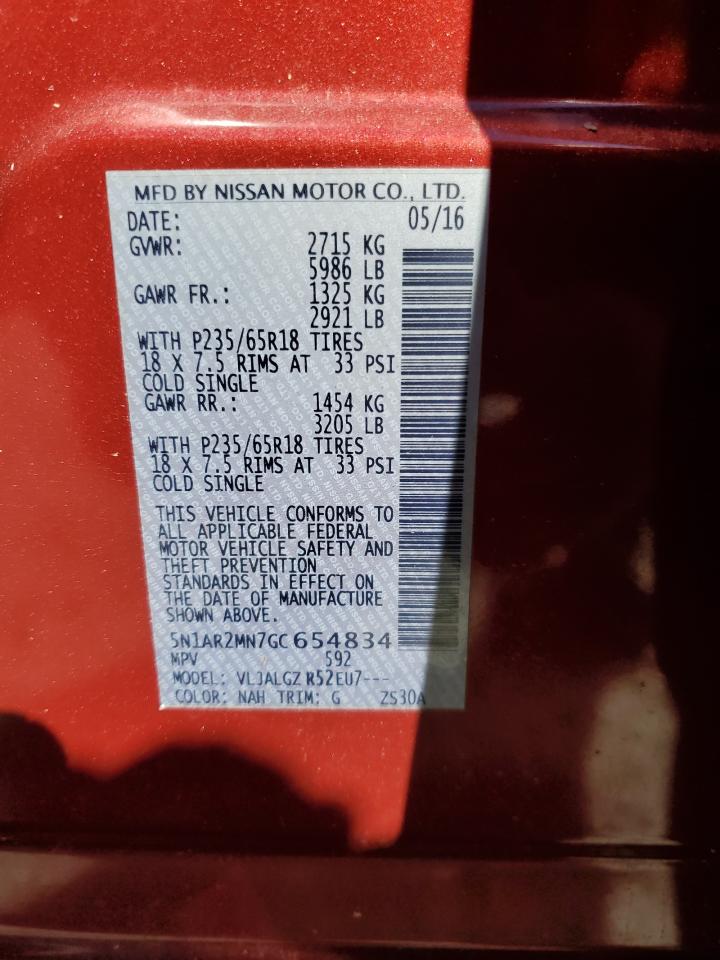 MFD BY NISSAN MOTOR CO., LTD.
DATE: 05/16
GVWR: 2715 KG
5986 LB
GAWR FR.: 1325 KG
2921 LB
WITH P235/65R18 TIRES
18 X 7.5 RIMS AT 33 PSI
COLD SINGLE
GAWR RR.: 1454 KG
3205 LB
WITH P235/65R18 TIRES
18 X 7.5 RIMS AT 33 PSI
COLD SINGLE
THIS VEHICLE CONFORMS TO
ALL APPLICABLE FEDERAL
MOTOR VEHICLE SAFETY AND
THEFT PREVENTION
STANDARDS IN EFFECT ON
THE DATE OF MANUFACTURE
SHOWN ABOVE.
5N1AR2MN7GC654834
MPV 592
MODEL: VL3ALGZ R52EU7---
COLOR: NAH TRIM: G ZS30A